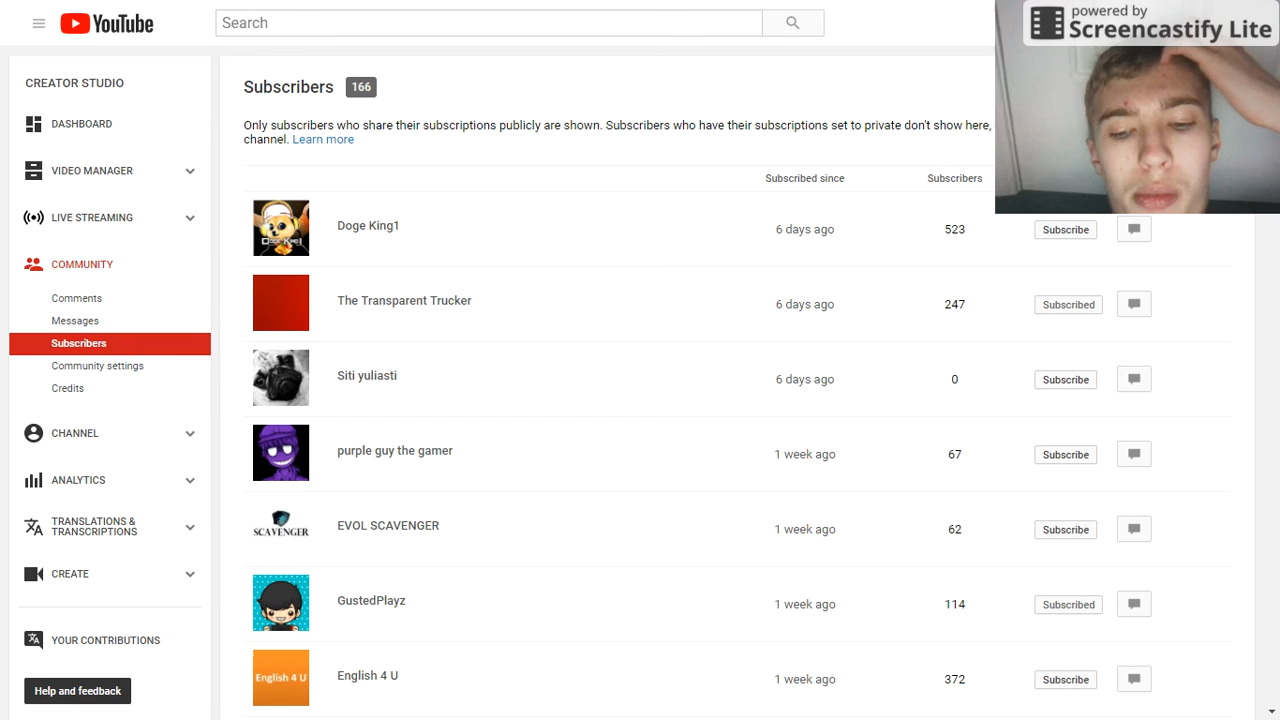 YouTube
Search
powered by
Screencastify Lite
CREATOR STUDIO
DASHBOARD
VIDEO MANAGER
LIVE STREAMING
COMMUNITY
Comments
Messages
Subscribers
Community settings
Credits
CHANNEL
ANALYTICS
TRANSLATIONS &
TRANSCRIPTIONS
CREATE
YOUR CONTRIBUTIONS
Help and feedback
Subscribers 166
Only subscribers who share their subscriptions publicly are shown. Subscribers who have their subscriptions set to private don't show here,
channel. Learn more
Subscribed since Subscribers
DOGE KING1 Doge King1 6 days ago 523 Subscribe
The Transparent Trucker 6 days ago 247 Subscribed
Siti yuliasti 6 days ago 0 Subscribe
purple guy the gamer 1 week ago 67 Subscribe
SCAVENGER EVOL SCAVENGER 1 week ago 62 Subscribe
GustedPlayz 1 week ago 114 Subscribed
English 4 U English 4 U 1 week ago 372 Subscribe